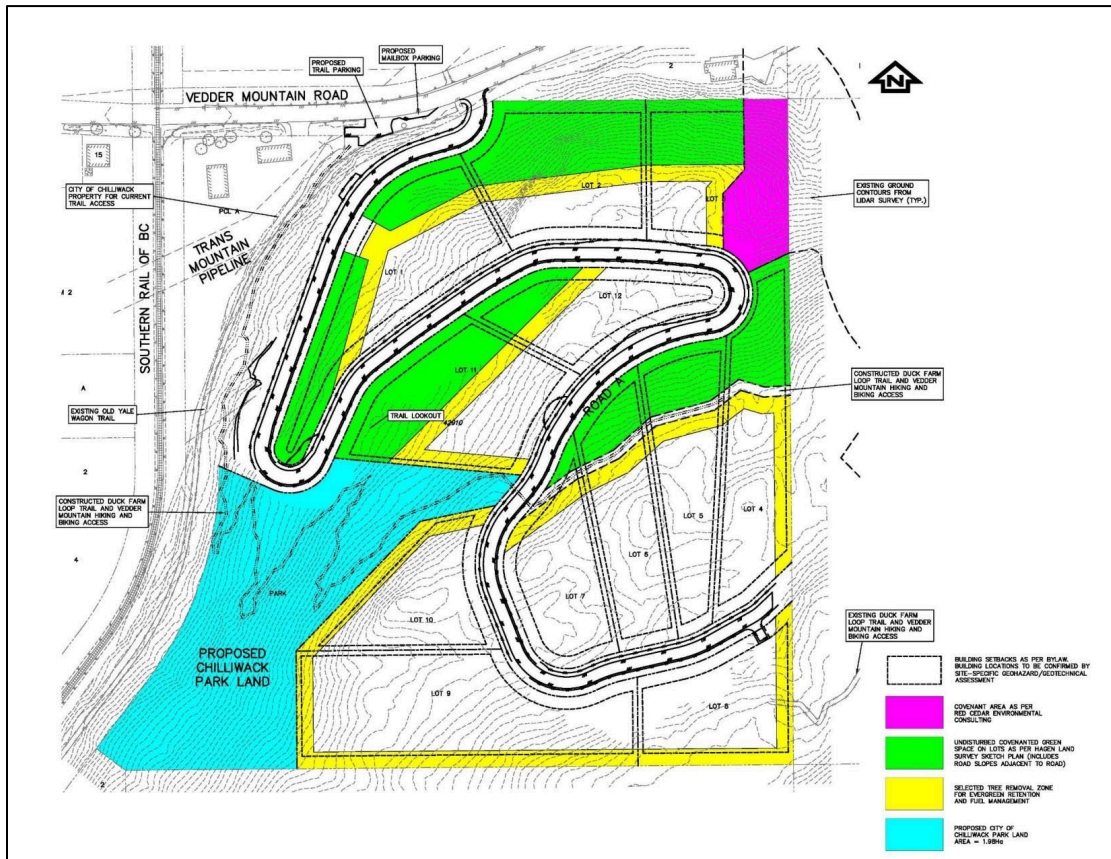 PROPOSED
MAILBOX PARKING
PROPOSED
TRAIL PARKING
VEDDER MOUNTAIN ROAD
2
N
15
CITY OF CHILLIWACK
PROPERTY FOR CURRENT
TRAIL ACCESS
PCL A
TRANS
MOUNTAIN
PIPELINE
SOUTHERN RAIL OF BC
EXISTING GROUND
CONTOURS FROM
LIDAR SURVEY (TYP.)
LOT 2
LOT
LOT 1
LOT 12
2
A
LOT 11
ROAD A
TRAIL LOOKOUT
42910
CONSTRUCTED DUCK FARM
LOOP TRAIL AND VEDDER
MOUNTAIN HIKING AND
BIKING ACCESS
EXISTING OLD YALE
WAGON TRAIL
2
CONSTRUCTED DUCK FARM
LOOP TRAIL AND VEDDER
MOUNTAIN HIKING AND
BIKING ACCESS
LOT 4
LOT 5
LOT 6
LOT 7
4
PARK
LOT 10
PROPOSED
CHILLIWACK
PARK LAND
LOT 9
LOT 8
2
EXISTING DUCK FARM
LOOP TRAIL AND VEDDER
MOUNTAIN HIKING AND
BIKING ACCESS
BUILDING SETBACKS AS PER BYLAW.
BUILDING LOCATIONS TO BE CONFIRMED BY
SITE-SPECIFIC GEOHAZARD/GEOTECHNICAL
ASSESSMENT
COVENANT AREA AS PER
RED CEDAR ENVIRONMENTAL
CONSULTING
UNDISTURBED COVENANTED GREEN
SPACE ON LOTS AS PER HAGEN LAND
SURVEY SKETCH PLAN (INCLUDES
ROAD SLOPES ADJACENT TO ROAD)
SELECTED TREE REMOVAL ZONE
FOR EVERGREEN RETENTION
AND FUEL MANAGEMENT
PROPOSED CITY OF
CHILLIWACK PARK LAND
AREA = 1.98Ha